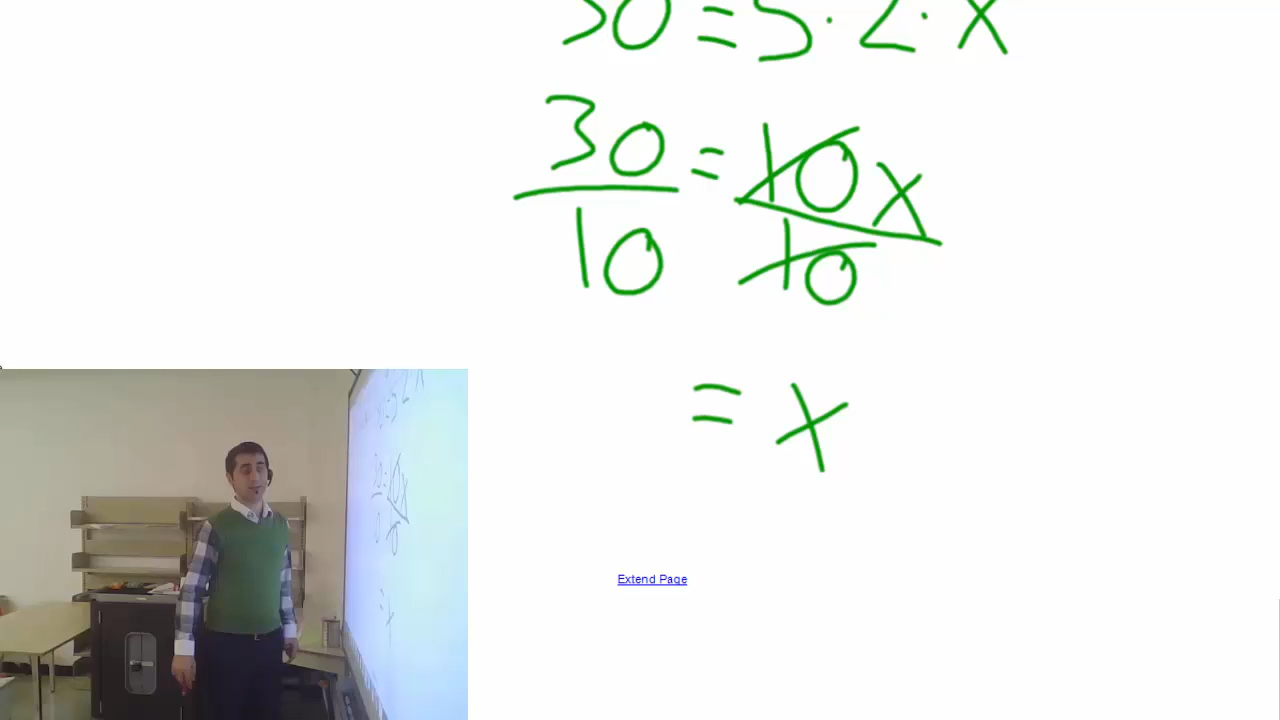 30 = 5 · 2 · x
30/10 = 10x/10
= x
Extend Page